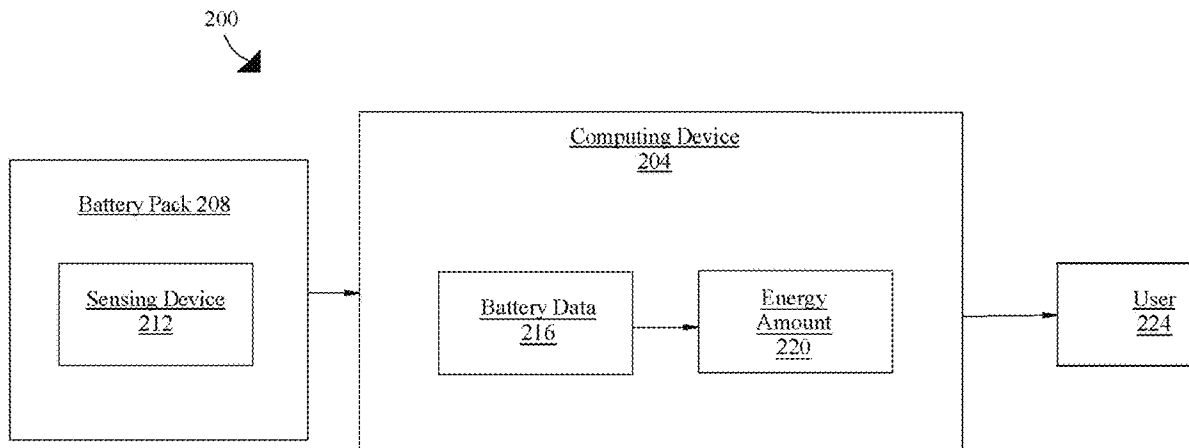 200
Computing Device
204
Battery Pack 208
Sensing Device
212
Battery Data
216
Energy
Amount
220
User
224